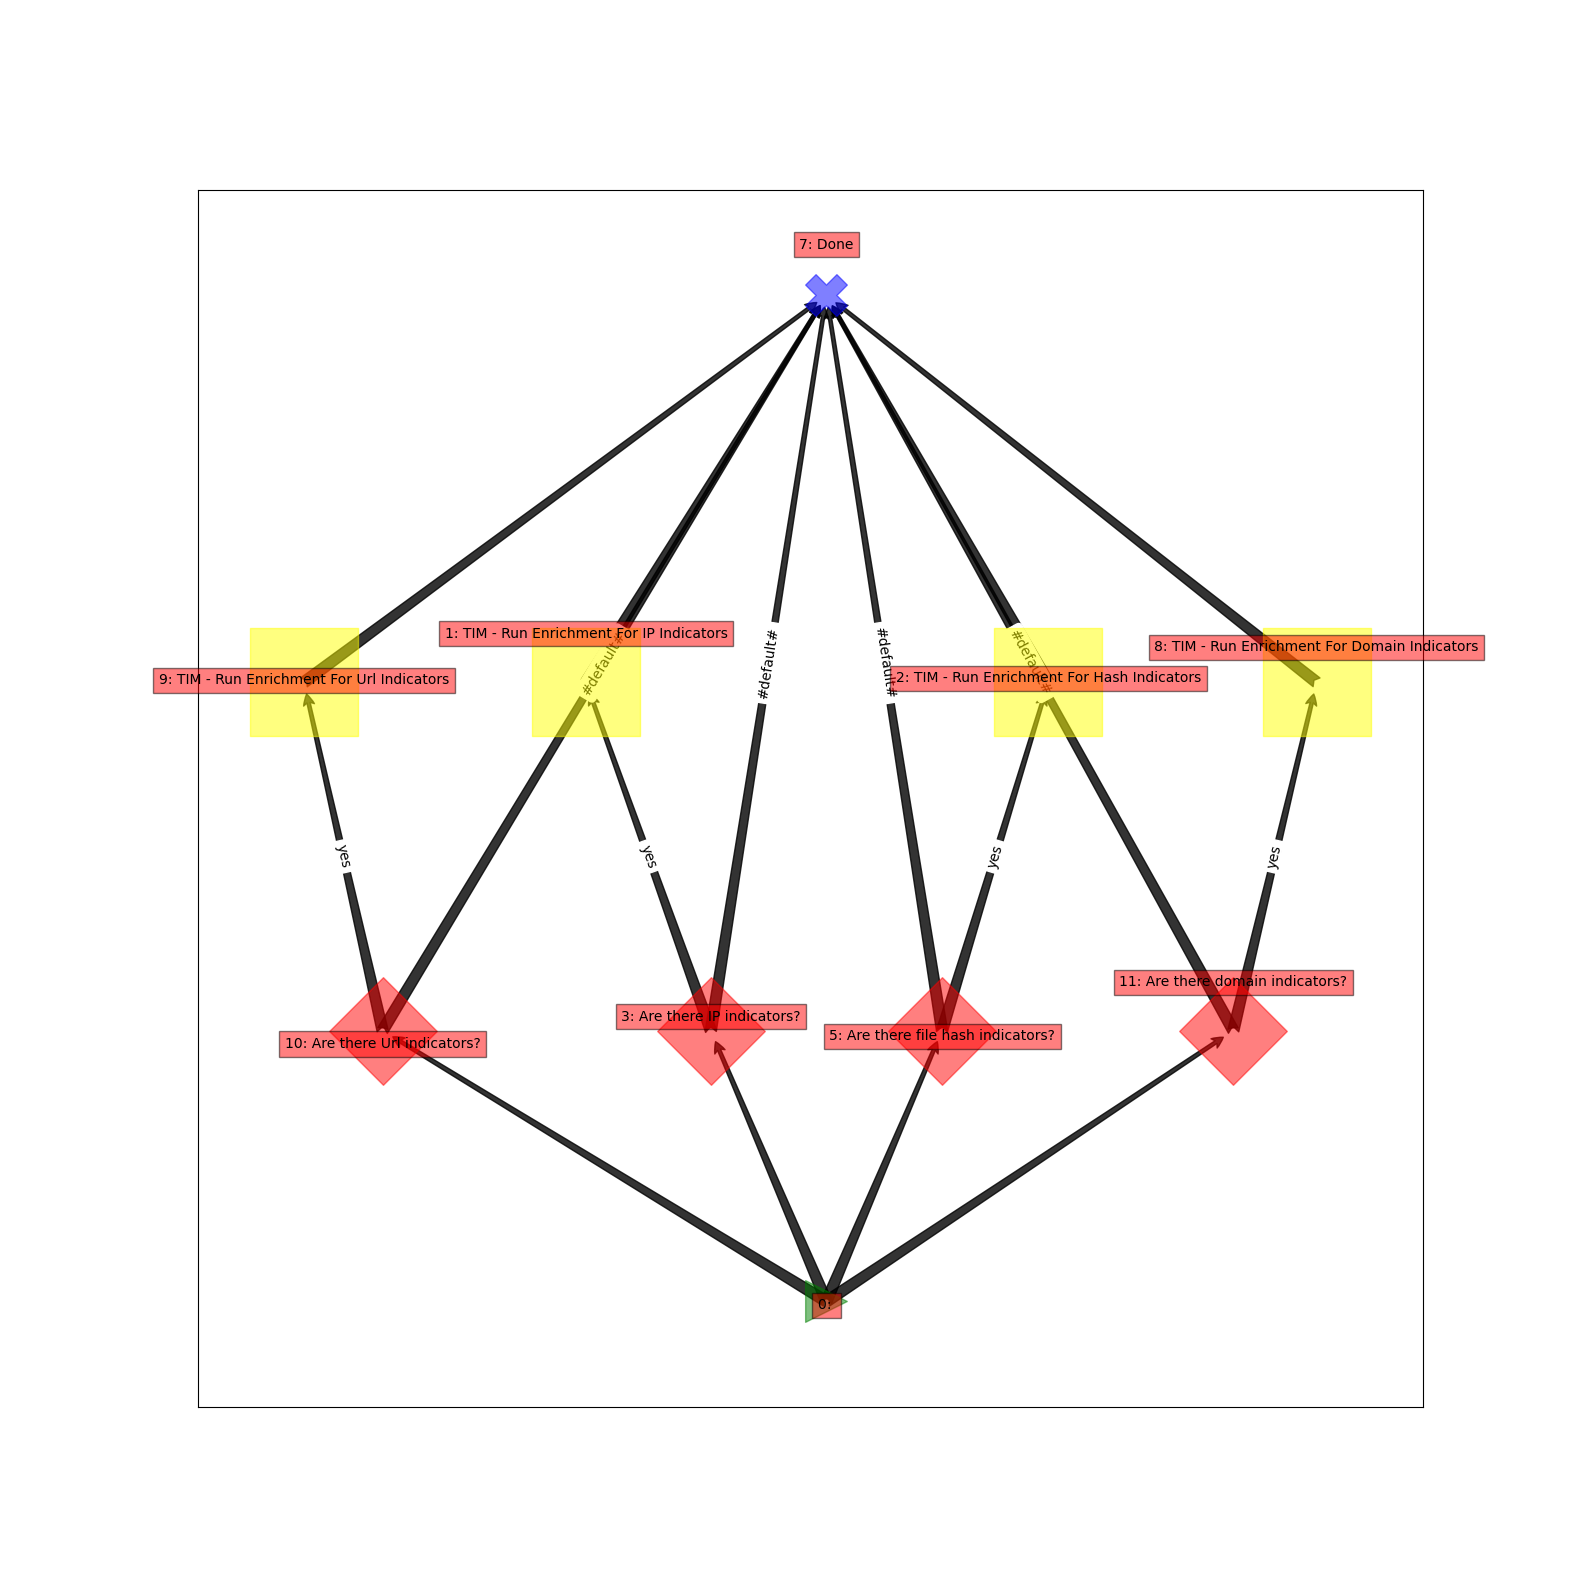 7: Done
1: TIM - Run Enrichment For IP Indicators
#default#
#default#
#default#
#default#
8: TIM - Run Enrichment For Domain Indicators
9: TIM - Run Enrichment For Url Indicators
2: TIM - Run Enrichment For Hash Indicators
yes
yes
yes
yes
11: Are there domain indicators?
3: Are there IP indicators?
5: Are there file hash indicators?
10: Are there Url indicators?
0: